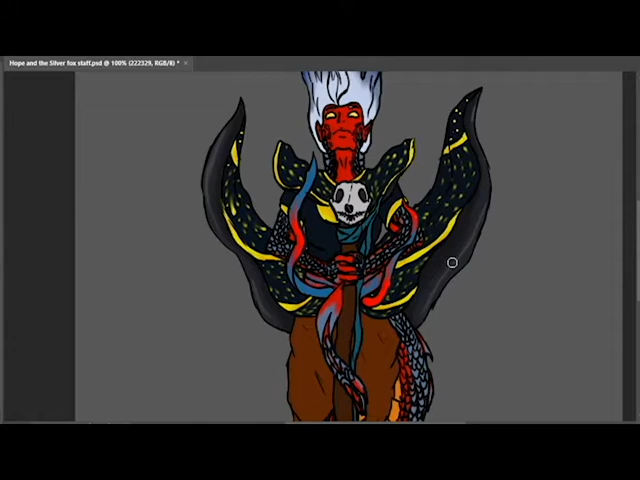 Hope and the Silver fox staff.psd @ 100% (222329, RGB/8) * ×